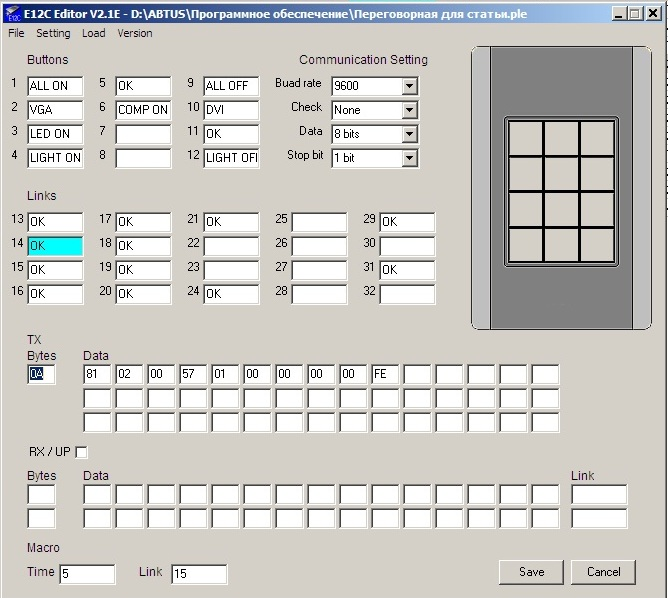 E12C Editor V2.1E - D:\ABTUS\Программное обеспечение\Переговорная для статьи.ple
File Setting Load Version
Buttons Communication Setting
1 ALL ON 5 OK 9 ALL OFF Buad rate 9600
2 VGA 6 COMP ON 10 DVI Check None
3 LED ON 7 11 OK Data 8 bits
4 LIGHT ON 8 12 LIGHT OFF Stop bit 1 bit
Links
13 OK 17 OK 21 OK 25 29 OK
14 OK 18 OK 22 26 30
15 OK 19 OK 23 27 31 OK
16 OK 20 OK 24 OK 28 32
TX
Bytes Data
0A 81 02 00 57 01 00 00 00 00 FE
RX / UP
Bytes Data Link
Macro
Time 5 Link 15 Save Cancel